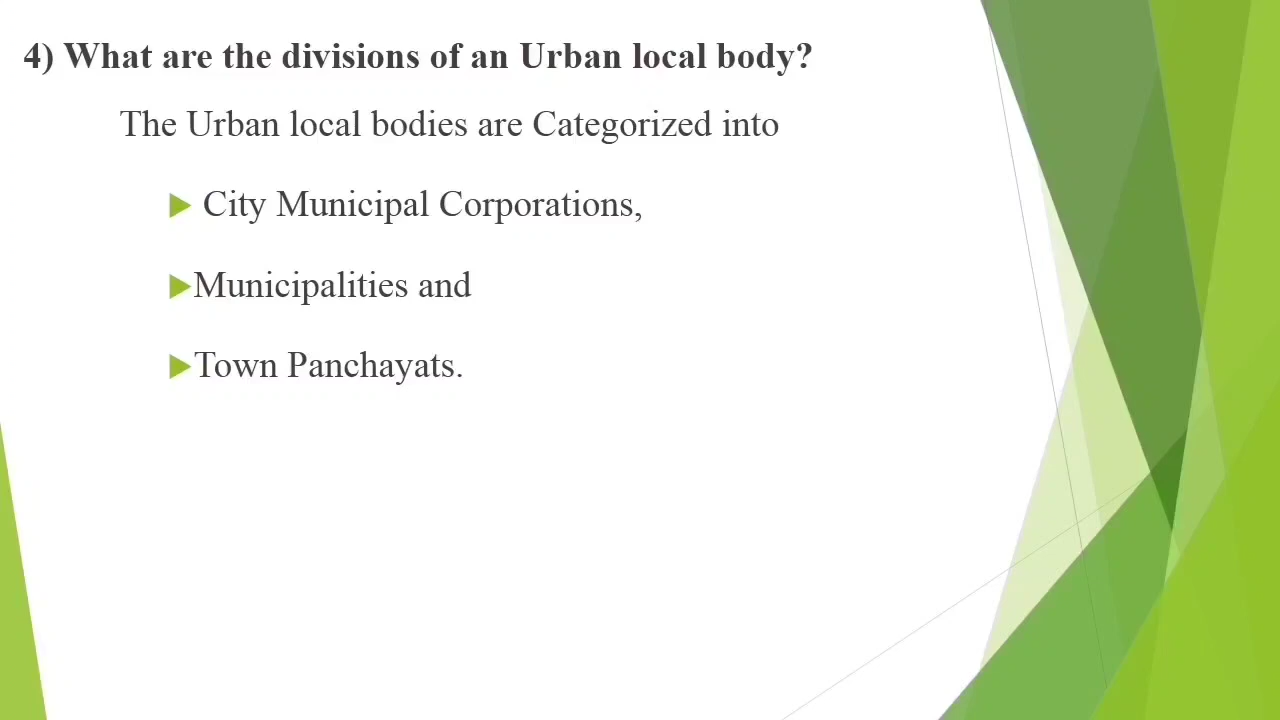 4) What are the divisions of an Urban local body?
The Urban local bodies are Categorized into
City Municipal Corporations,
Municipalities and
Town Panchayats.